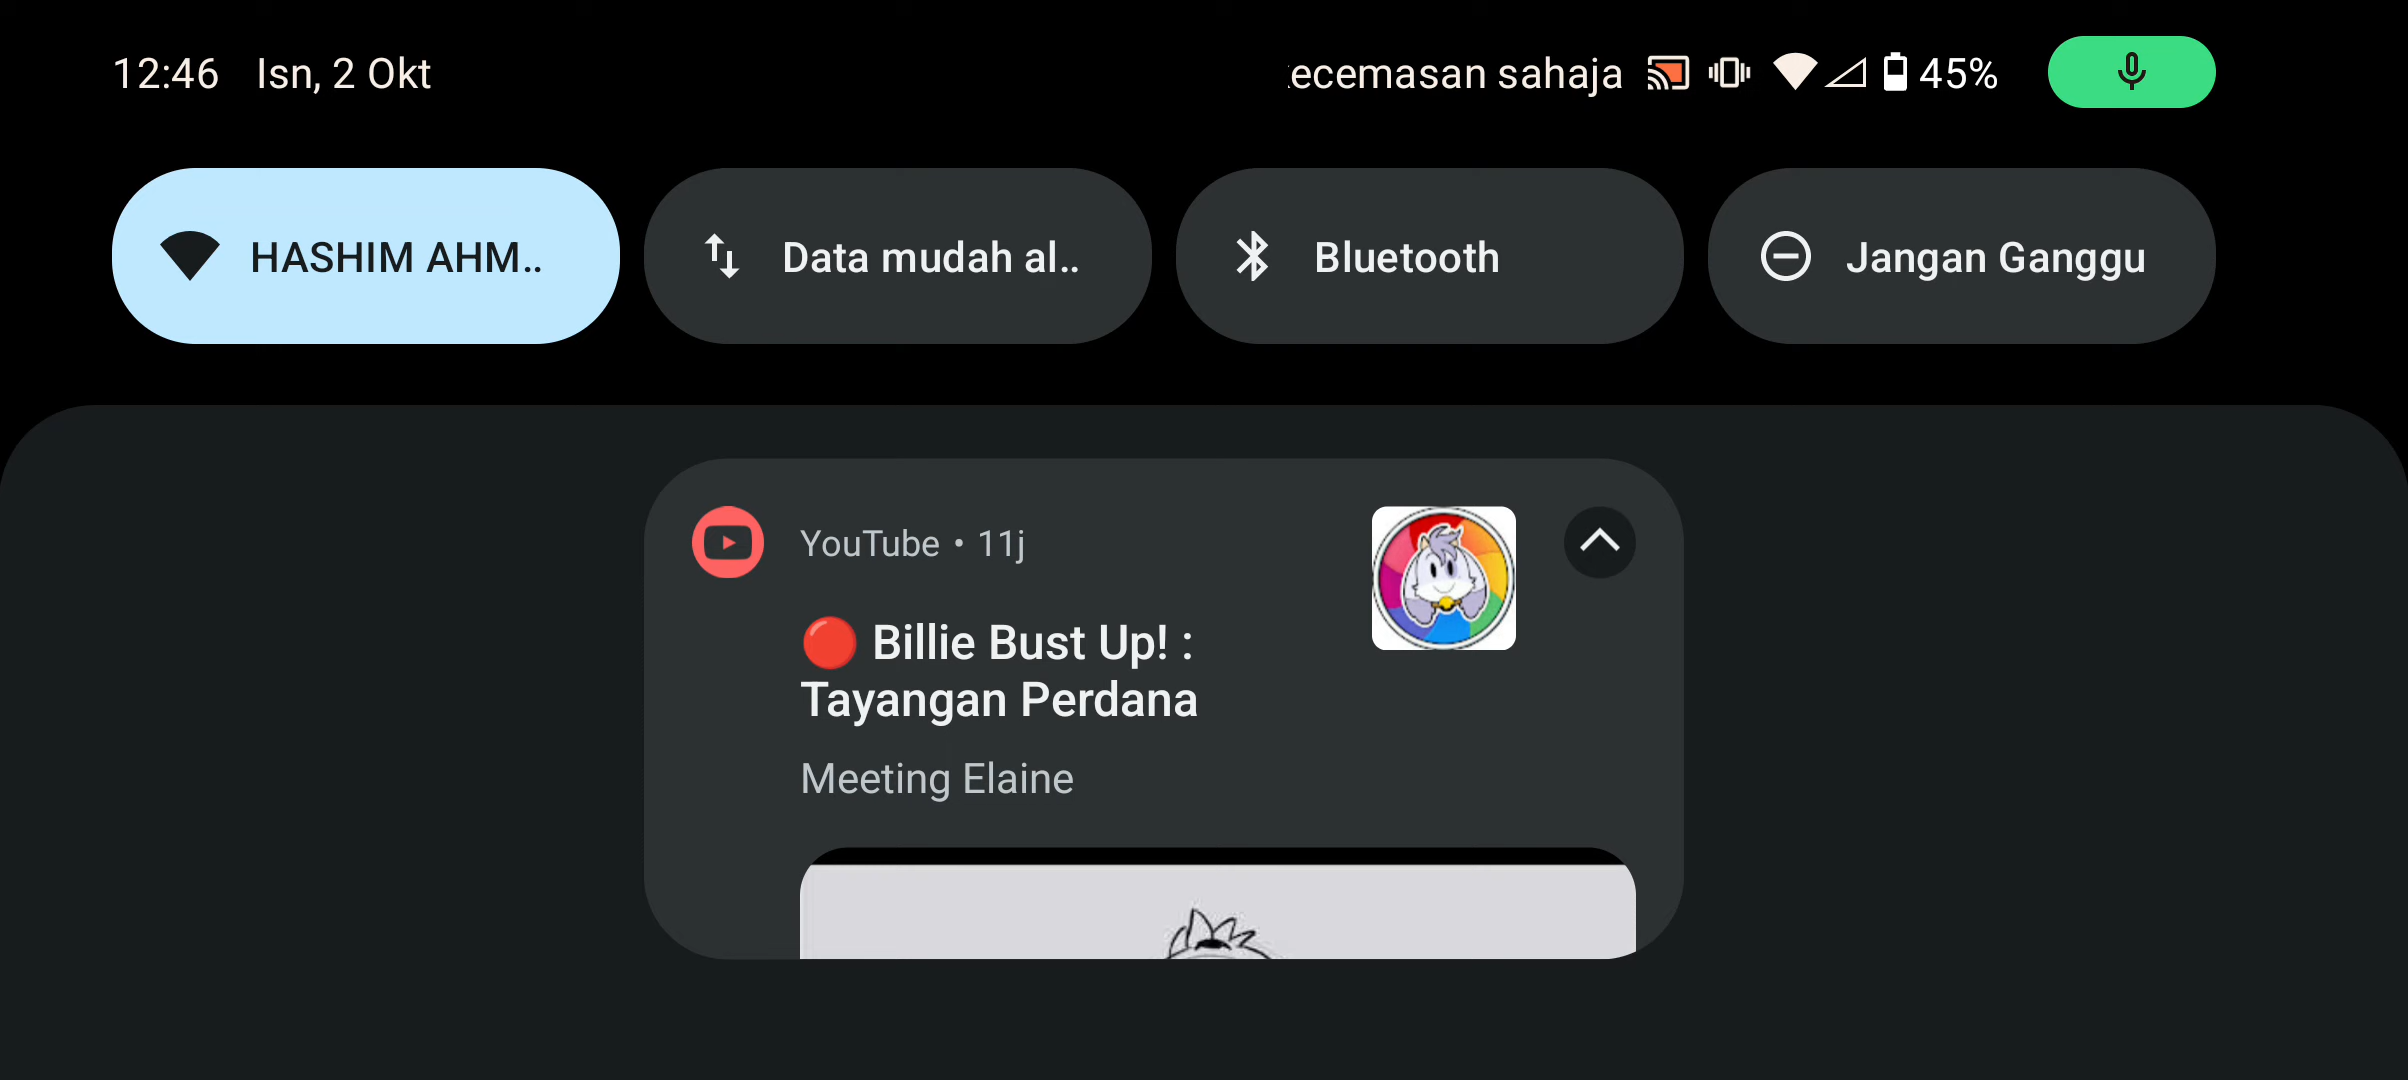 12:46 Isn, 2 Okt
ecemasan sahaja 45%
HASHIM AHM..
Data mudah al..
Bluetooth
Jangan Ganggu
YouTube • 11j
🔴 Billie Bust Up! :
Tayangan Perdana
Meeting Elaine